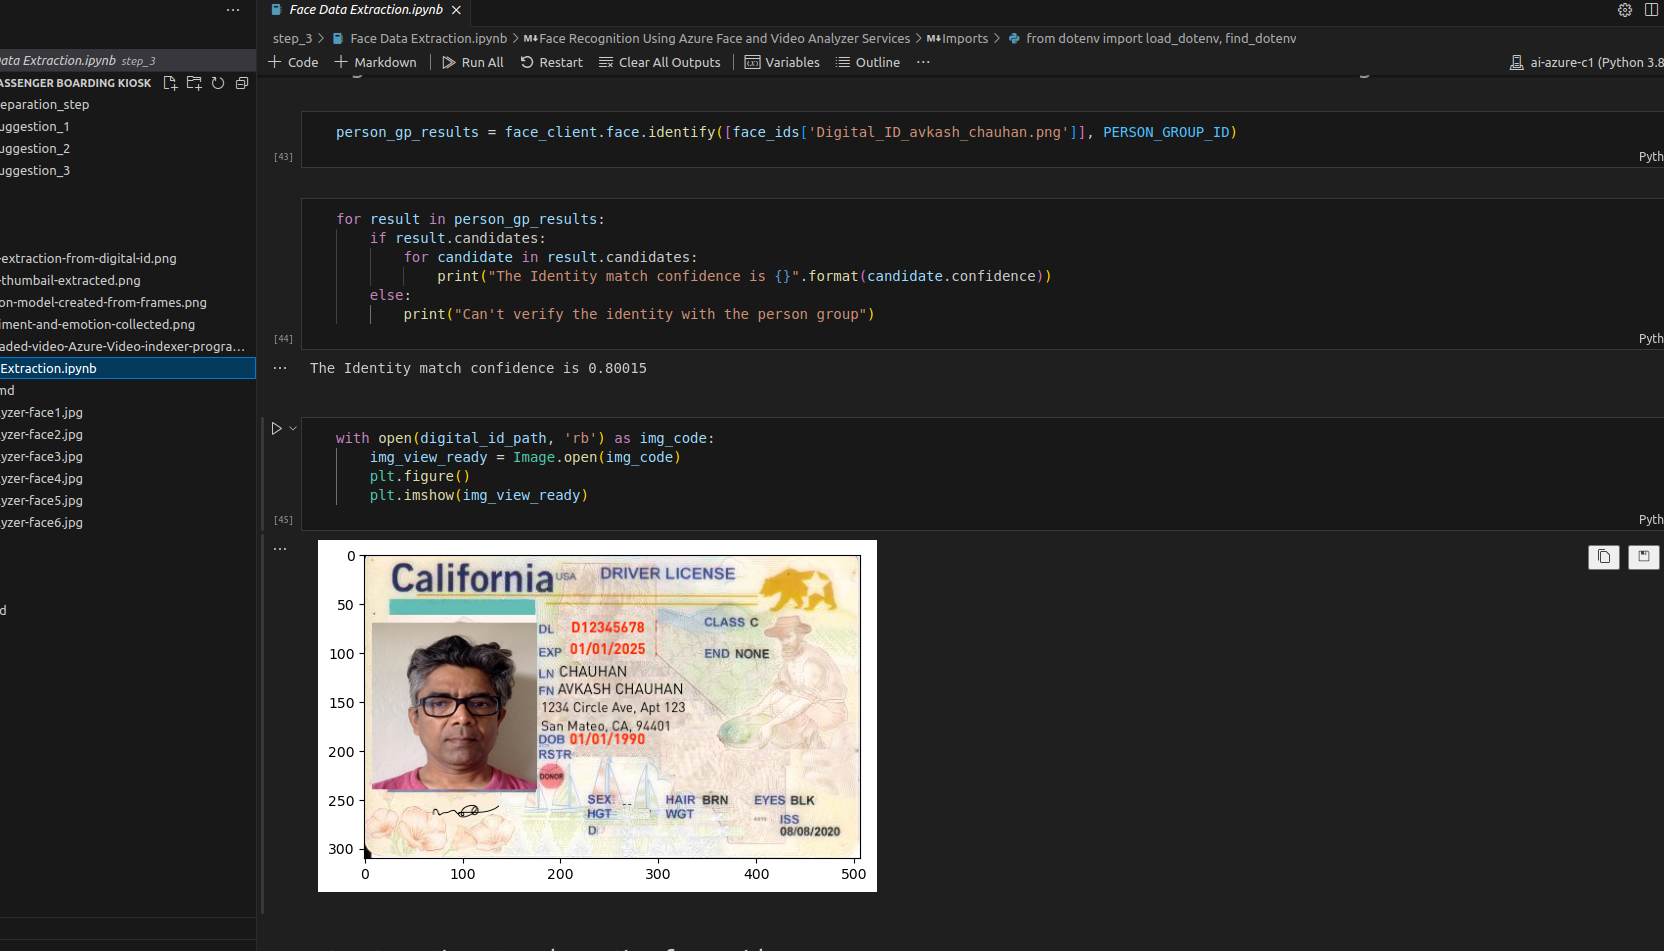 Face Data Extraction.ipynb
ata Extraction.ipynb step_3
step_3 > Face Data Extraction.ipynb > M↓Face Recognition Using Azure Face and Video Analyzer Services > M↓Imports > from dotenv import load_dotenv, find_dotenv
Code Markdown Run All Restart Clear All Outputs Variables Outline ... ai-azure-c1 (Python 3.8
ASSENGER BOARDING KIOSK
eparation_step
uggestion_1
uggestion_2
uggestion_3
-extraction-from-digital-id.png
-thumbail-extracted.png
on-model-created-from-frames.png
iment-and-emotion-collected.png
aded-video-Azure-Video-indexer-progra...
Extraction.ipynb
md
yzer-face1.jpg
yzer-face2.jpg
yzer-face3.jpg
yzer-face4.jpg
yzer-face5.jpg
yzer-face6.jpg
d
person_gp_results = face_client.face.identify([face_ids['Digital_ID_avkash_chauhan.png']], PERSON_GROUP_ID)
[43]
Pyth
for result in person_gp_results:
if result.candidates:
for candidate in result.candidates:
print("The Identity match confidence is {}".format(candidate.confidence))
else:
print("Can't verify the identity with the person group")
[44]
Pyth
The Identity match confidence is 0.80015
with open(digital_id_path, 'rb') as img_code:
img_view_ready = Image.open(img_code)
plt.figure()
plt.imshow(img_view_ready)
[45]
Pyth
0
50
100
150
200
250
300
0 100 200 300 400 500
California USA DRIVER LICENSE
DL D12345678 CLASS C
EXP 01/01/2025 END NONE
LN CHAUHAN
FN AVKASH CHAUHAN
1234 Circle Ave, Apt 123
San Mateo, CA, 94401
DOB 01/01/1990
RSTR
DONOR
SEX -- HAIR BRN EYES BLK
HGT WGT ISS
D 08/08/2020